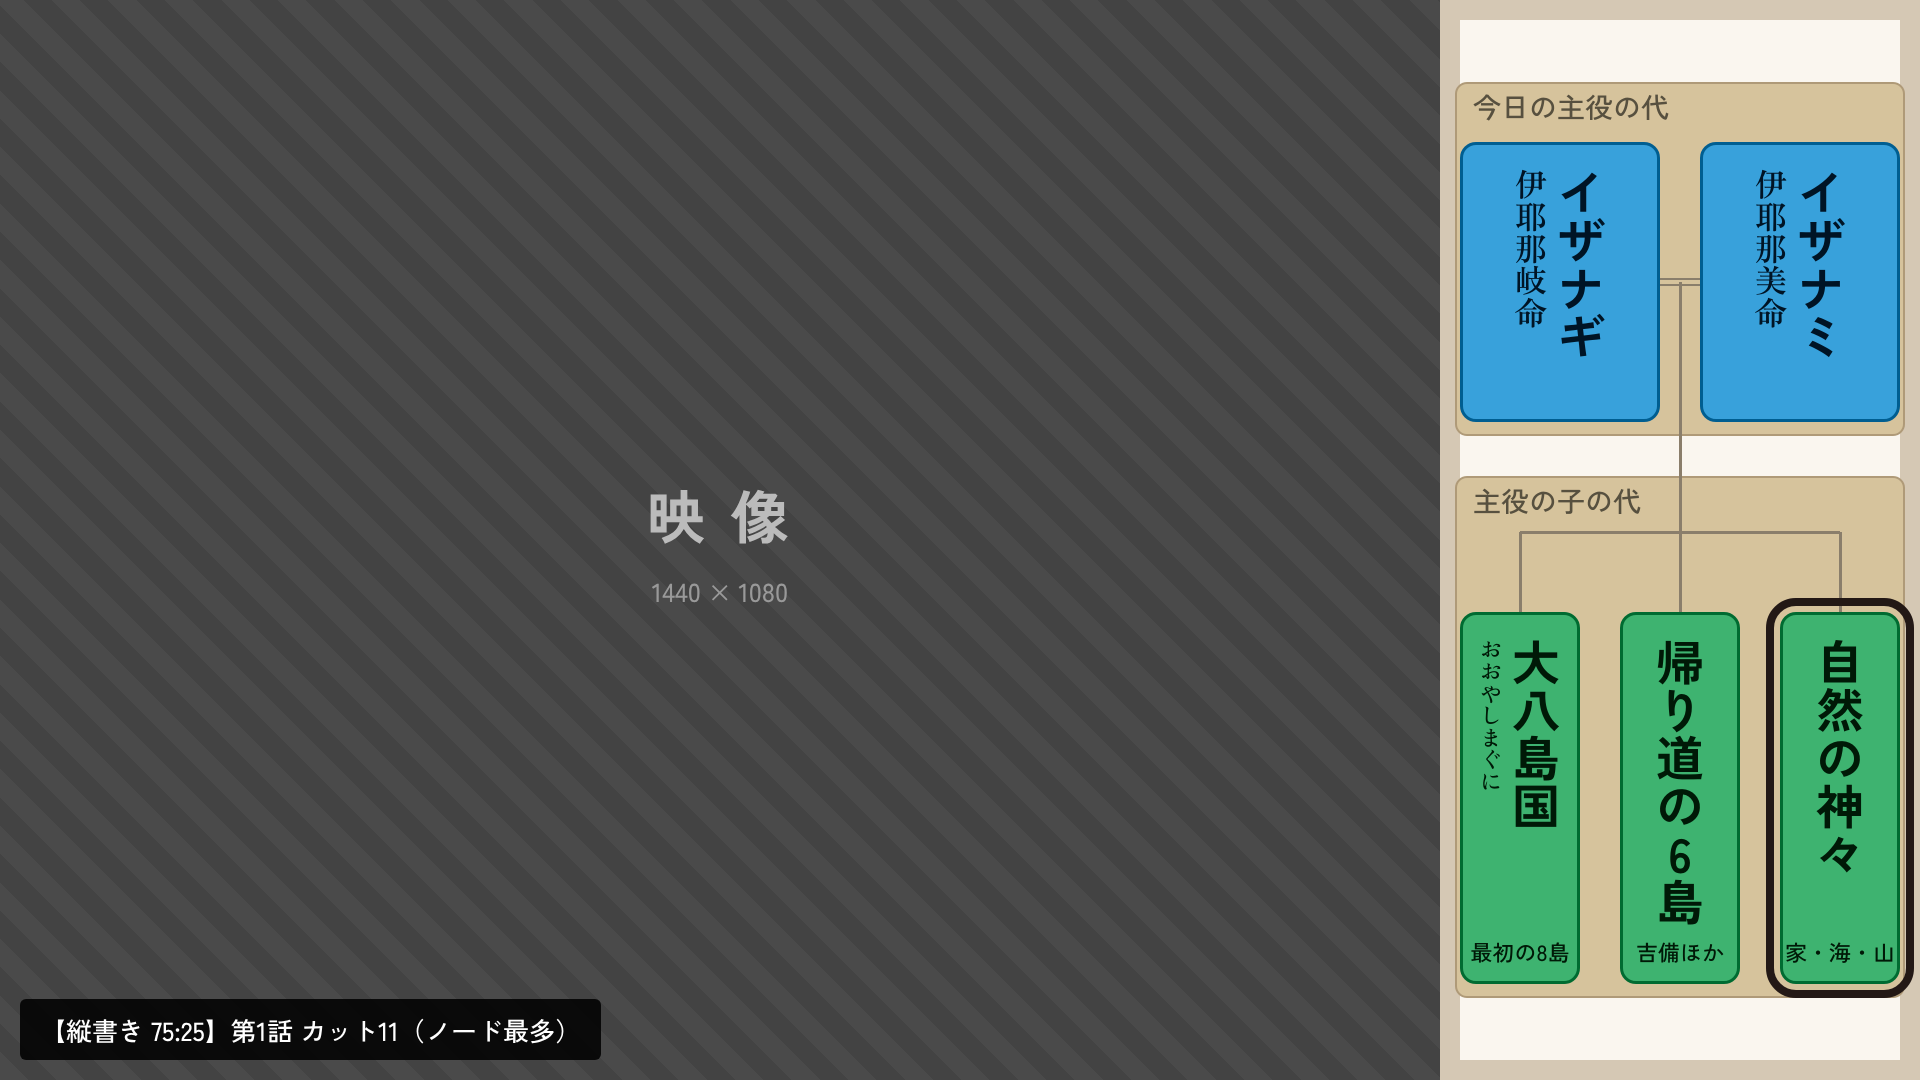 映像
1440 × 1080
【縦書き 75:25】第1話 カット11（ノード最多）
今日の主役の代
イザナギ
伊耶那岐命
イザナミ
伊耶那美命
主役の子の代
大八島国
おおやしまぐに
最初の8島
帰り道の6島
吉備ほか
自然の神々
家・海・山